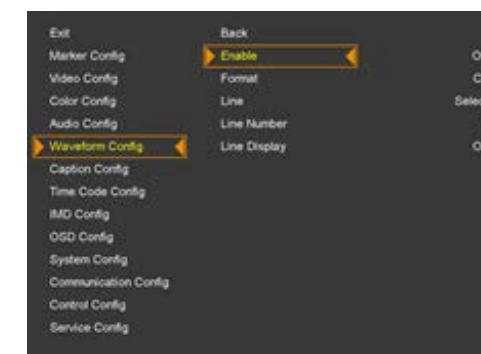 Exit
Marker Config
Video Config
Color Config
Audio Config
Waveform Config
Caption Config
Time Code Config
IMD Config
OSD Config
System Config
Communication Config
Control Config
Service Config
Back
Enable
Format
Line
Line Number
Line Display
O
C
Selec
O